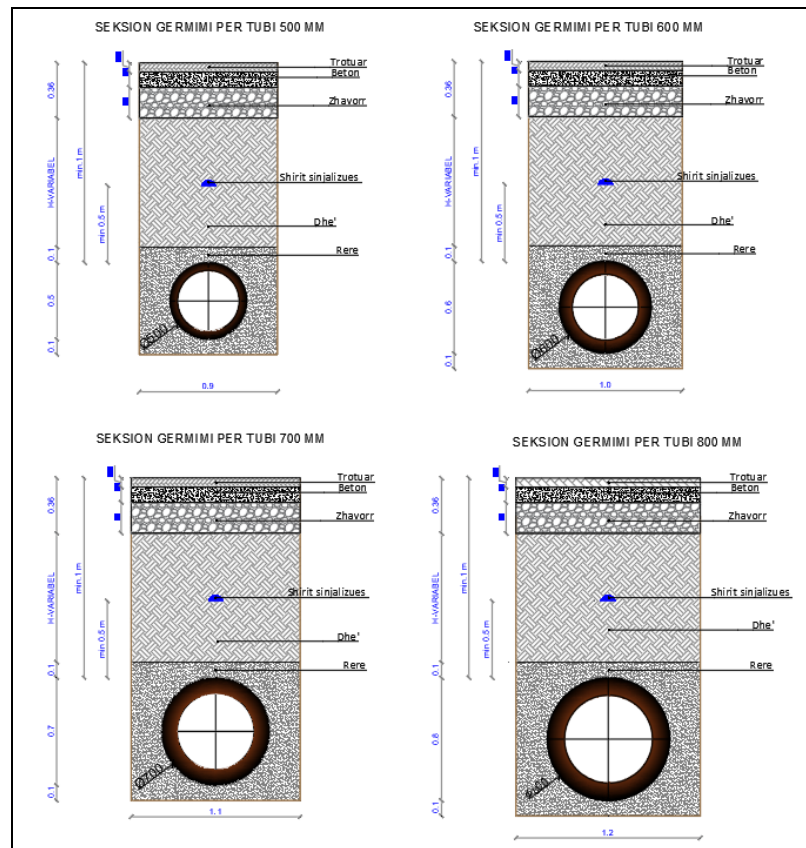 SEKSION GERMIMI PER TUBI 500 MM
Trotuar
Beton
Zhavorr
Shirit sinjalizues
Dhe'
Rere
0.36
H-VARIABEL
0.1
0.5
0.1
min.1 m
min 0.5 m
Ø500
0.9
SEKSION GERMIMI PER TUBI 600 MM
Trotuar
Beton
Zhavorr
Shirit sinjalizues
Dhe'
Rere
0.36
H-VARIABEL
0.1
0.6
0.1
min.1 m
min 0.5 m
Ø600
1.0
SEKSION GERMIMI PER TUBI 700 MM
Trotuar
Beton
Zhavorr
Shirit sinjalizues
Dhe'
Rere
0.36
H-VARIABEL
0.1
0.7
0.1
min.1 m
min 0.5 m
Ø700
1.1
SEKSION GERMIMI PER TUBI 800 MM
Trotuar
Beton
Zhavorr
Shirit sinjalizues
Dhe'
Rere
0.36
H-VARIABEL
0.1
0.8
0.1
min.1 m
min 0.5 m
1.2